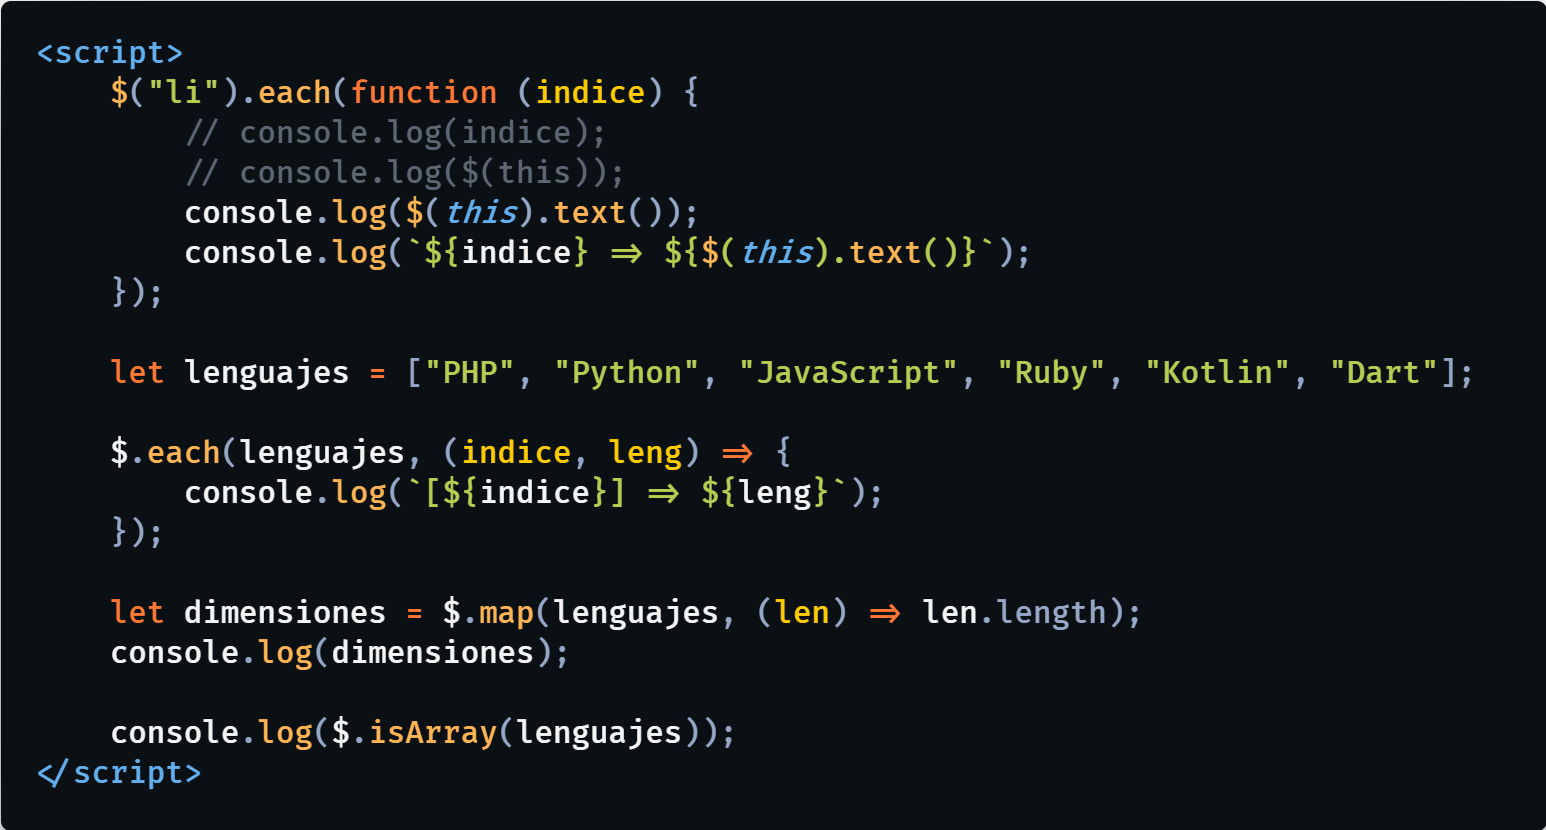 <script>
    $("li").each(function (indice) {
        // console.log(indice);
        // console.log($(this));
        console.log($(this).text());
        console.log(`${indice} => ${$(this).text()}`);
    });

    let lenguajes = ["PHP", "Python", "JavaScript", "Ruby", "Kotlin", "Dart"];

    $.each(lenguajes, (indice, leng) => {
        console.log(`[${indice}] => ${leng}`);
    });

    let dimensiones = $.map(lenguajes, (len) => len.length);
    console.log(dimensiones);

    console.log($.isArray(lenguajes));
</script>